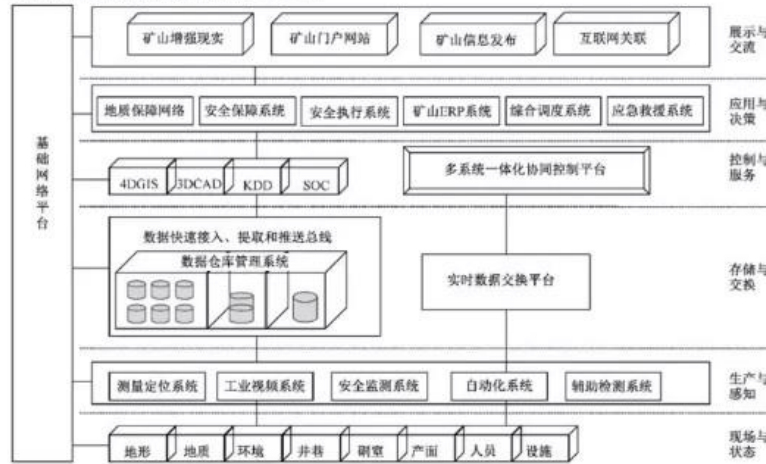 矿山增强现实 矿山门户网站 矿山信息发布 互联网关联
展示与
交流
地质保障网络 安全保障系统 安全执行系统 矿山ERP系统 综合调度系统 应急救援系统
应用与
决策
基础网络平台
4DGIS 3DCAD KDD SOC
多系统一体化协同控制平台
控制与
服务
数据快速接入、提取和推送总线
数据仓库管理系统
实时数据交换平台
存储与
交换
测量定位系统 工业视频系统 安全监测系统 自动化系统 辅助检测系统
生产与
感知
地形 地质 环境 井巷 硐室 产面 人员 设施
现场与
状态